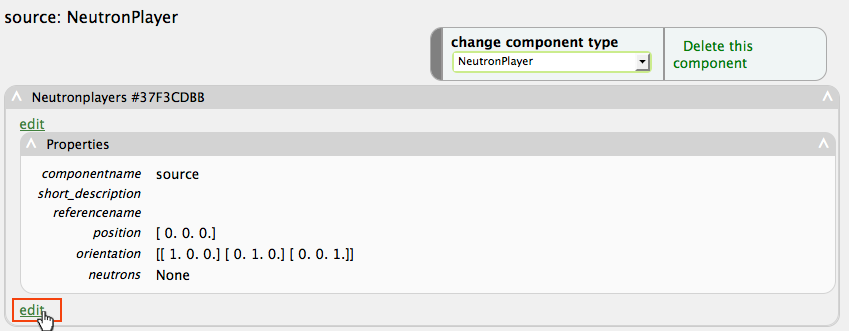 source: NeutronPlayer
change component type
NeutronPlayer
Delete this
component
Neutronplayers #37F3CDBB
edit
Properties
componentname source
short_description
referencename
position [ 0. 0. 0.]
orientation [[ 1. 0. 0.] [ 0. 1. 0.] [ 0. 0. 1.]]
neutrons None
edit